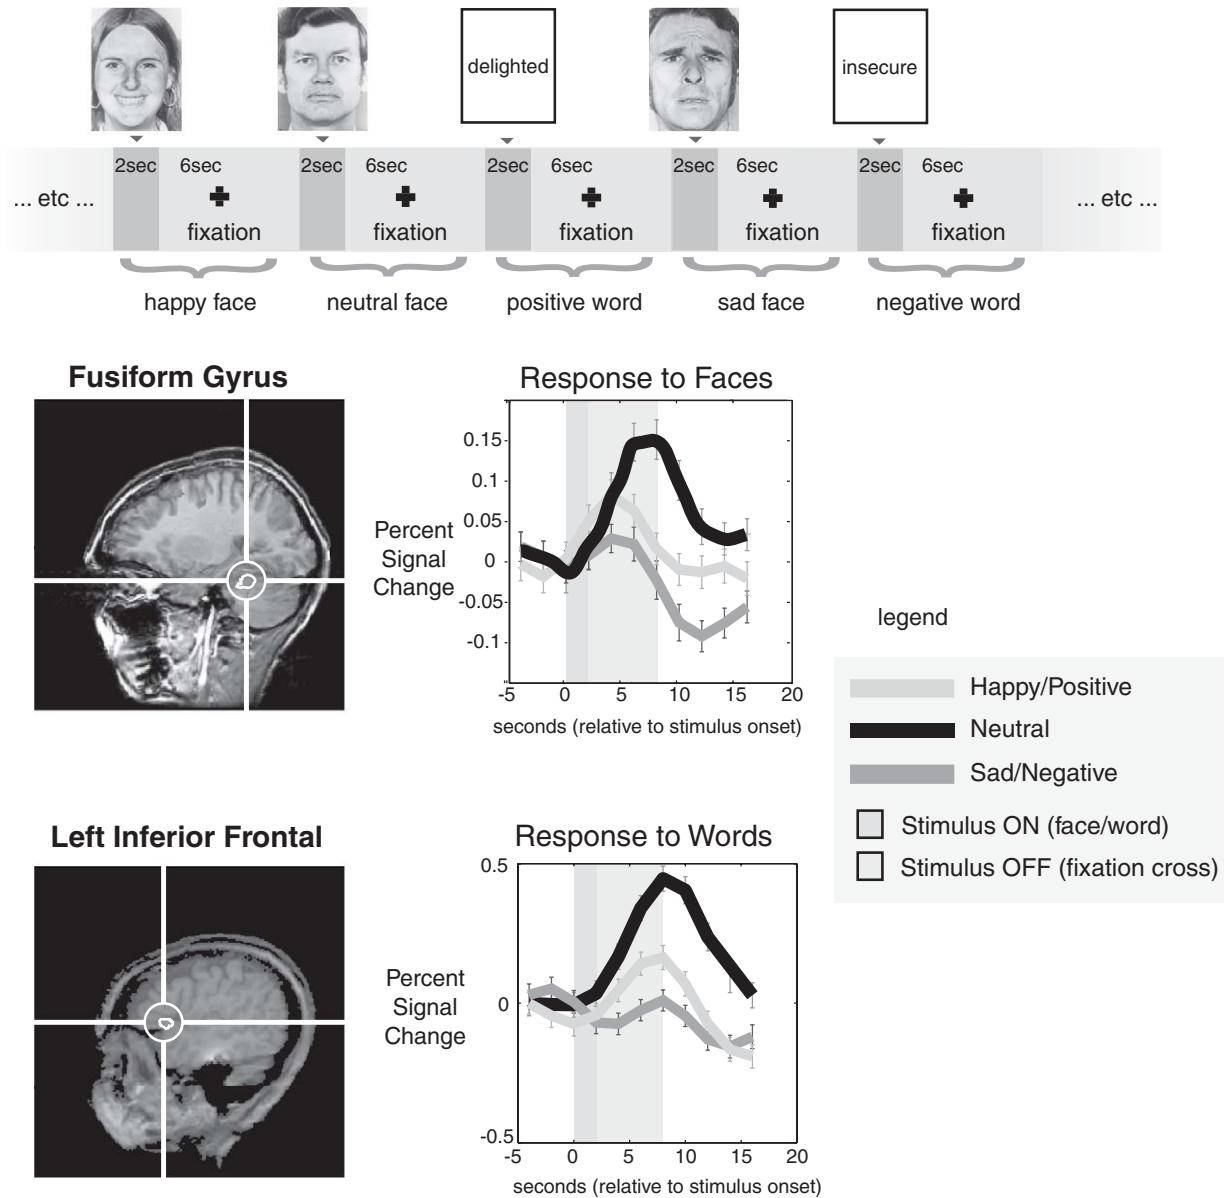 delighted
insecure
2sec 6sec 2sec 6sec 2sec 6sec 2sec 6sec 2sec 6sec
... etc ... ... etc ...
fixation fixation fixation fixation fixation
happy face neutral face positive word sad face negative word
Fusiform Gyrus
Response to Faces
Percent
Signal
Change
0.15
0.1
0.05
0
-0.05
-0.1
-5 0 5 10 15 20
seconds (relative to stimulus onset)
legend
Happy/Positive
Neutral
Sad/Negative
Stimulus ON (face/word)
Stimulus OFF (fixation cross)
Left Inferior Frontal
Response to Words
Percent
Signal
Change
0.5
0
-0.5
-5 0 5 10 15 20
seconds (relative to stimulus onset)